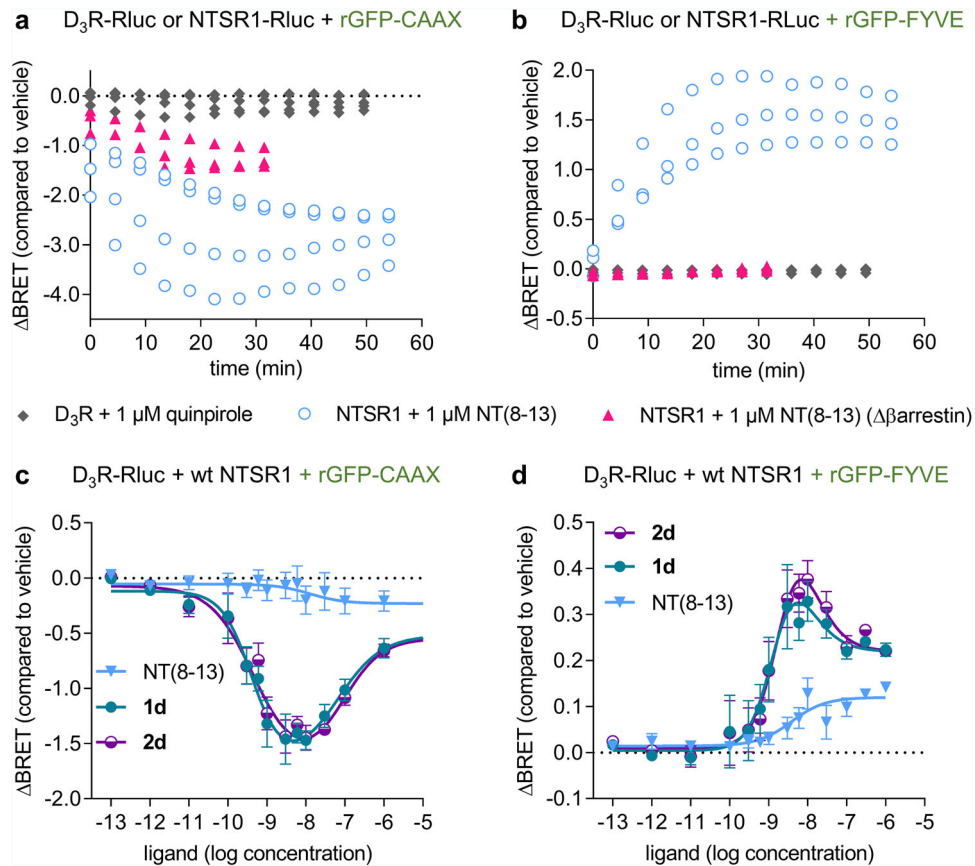 a D₃R-Rluc or NTSR1-Rluc + rGFP-CAAX
ΔBRET (compared to vehicle)
0.0
-1.0
-2.0
-3.0
-4.0
0 10 20 30 40 50 60
time (min)
b D₃R-Rluc or NTSR1-RLuc + rGFP-FYVE
ΔBRET (compared to vehicle)
2.0
1.5
1.0
0.5
0.0
-0.5
0 10 20 30 40 50 60
time (min)
D₃R + 1 µM quinpirole NTSR1 + 1 µM NT(8-13) NTSR1 + 1 µM NT(8-13) (Δβarrestin)
c D₃R-Rluc + wt NTSR1 + rGFP-CAAX
ΔBRET (compared to vehicle)
0.5
0.0
-0.5
-1.0
-1.5
-2.0
NT(8-13)
1d
2d
-13 -12 -11 -10 -9 -8 -7 -6 -5
ligand (log concentration)
d D₃R-Rluc + wt NTSR1 + rGFP-FYVE
ΔBRET (compared to vehicle)
0.5
0.4
0.3
0.2
0.1
0.0
-0.1
2d
1d
NT(8-13)
-13 -12 -11 -10 -9 -8 -7 -6 -5
ligand (log concentration)